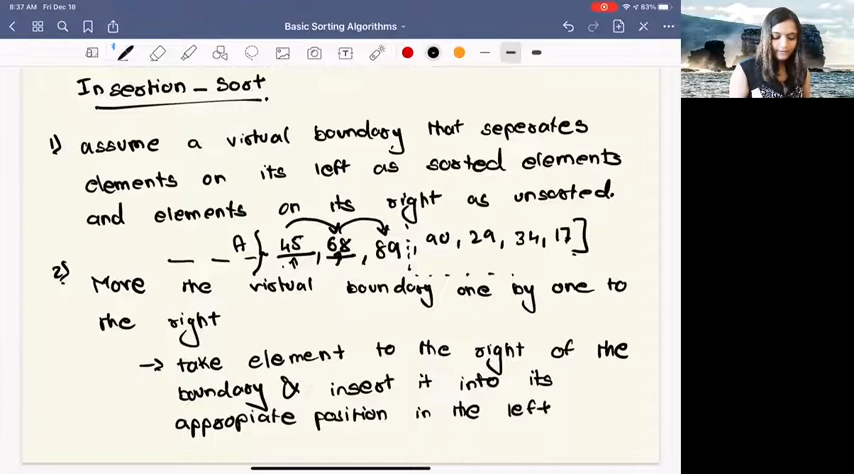 8:37 AM Fri Dec 18
83%
Basic Sorting Algorithms
Insertion - Sort
1) assume a virtual boundary that seperates
elements on its left as sorted elements
and elements on its right as unsorted.
A} 45, 68, 89, 90, 29, 34, 17]
2) Move the virtual boundary one by one to
the right
→ take element to the right of the
boundary & insert it into its
appropiate position in the left